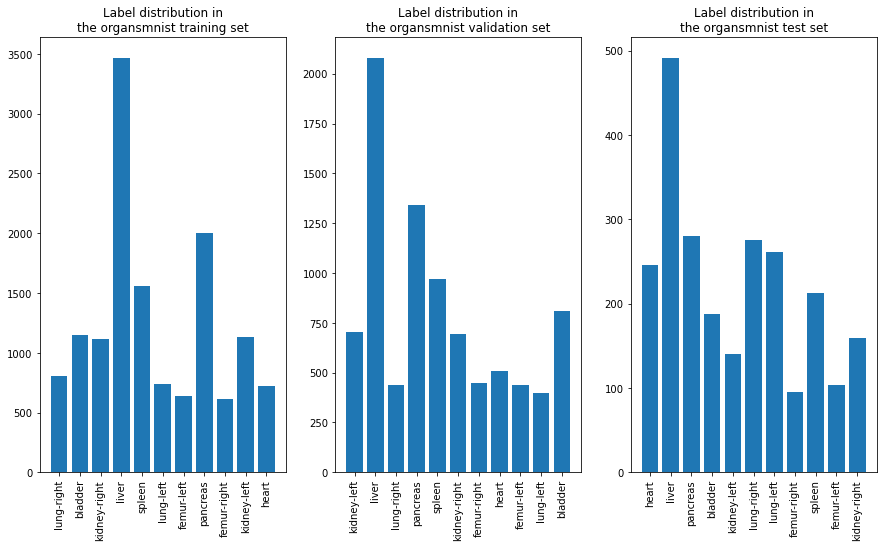 Label distribution in
the organsmnist training set
3500
3000
2500
2000
1500
1000
500
0
lung-right
bladder
kidney-right
liver
spleen
lung-left
femur-left
pancreas
femur-right
kidney-left
heart
Label distribution in
the organsmnist validation set
2000
1750
1500
1250
1000
750
500
250
0
kidney-left
liver
lung-right
pancreas
spleen
kidney-right
femur-right
heart
femur-left
lung-left
bladder
Label distribution in
the organsmnist test set
500
400
300
200
100
0
heart
liver
pancreas
bladder
kidney-left
lung-right
lung-left
femur-right
spleen
femur-left
kidney-right